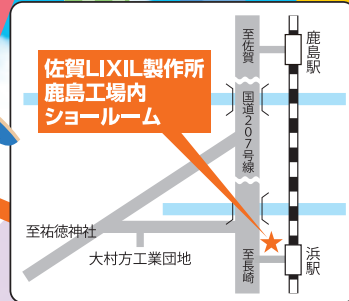 佐賀LIXIL製作所
鹿島工場内
ショールーム
至佐賀
鹿島駅
国道207号線
至祐徳神社
大村方工業団地
至長崎
浜駅